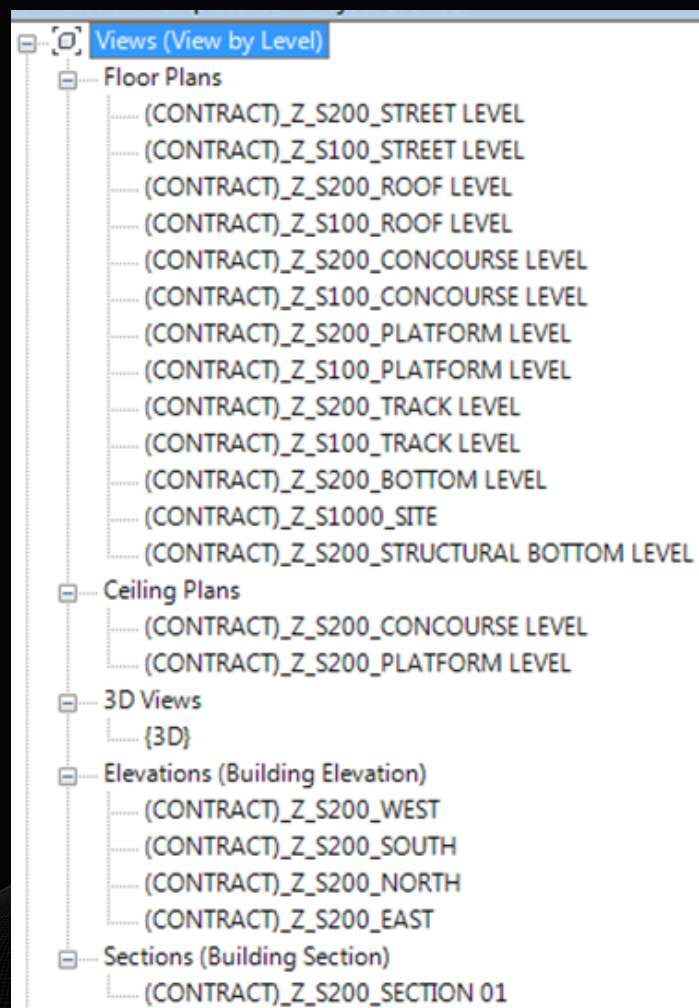 Views (View by Level)
Floor Plans
(CONTRACT)_Z_S200_STREET LEVEL
(CONTRACT)_Z_S100_STREET LEVEL
(CONTRACT)_Z_S200_ROOF LEVEL
(CONTRACT)_Z_S100_ROOF LEVEL
(CONTRACT)_Z_S200_CONCOURSE LEVEL
(CONTRACT)_Z_S100_CONCOURSE LEVEL
(CONTRACT)_Z_S200_PLATFORM LEVEL
(CONTRACT)_Z_S100_PLATFORM LEVEL
(CONTRACT)_Z_S200_TRACK LEVEL
(CONTRACT)_Z_S100_TRACK LEVEL
(CONTRACT)_Z_S200_BOTTOM LEVEL
(CONTRACT)_Z_S1000_SITE
(CONTRACT)_Z_S200_STRUCTURAL BOTTOM LEVEL
Ceiling Plans
(CONTRACT)_Z_S200_CONCOURSE LEVEL
(CONTRACT)_Z_S200_PLATFORM LEVEL
3D Views
{3D}
Elevations (Building Elevation)
(CONTRACT)_Z_S200_WEST
(CONTRACT)_Z_S200_SOUTH
(CONTRACT)_Z_S200_NORTH
(CONTRACT)_Z_S200_EAST
Sections (Building Section)
(CONTRACT)_Z_S200_SECTION 01